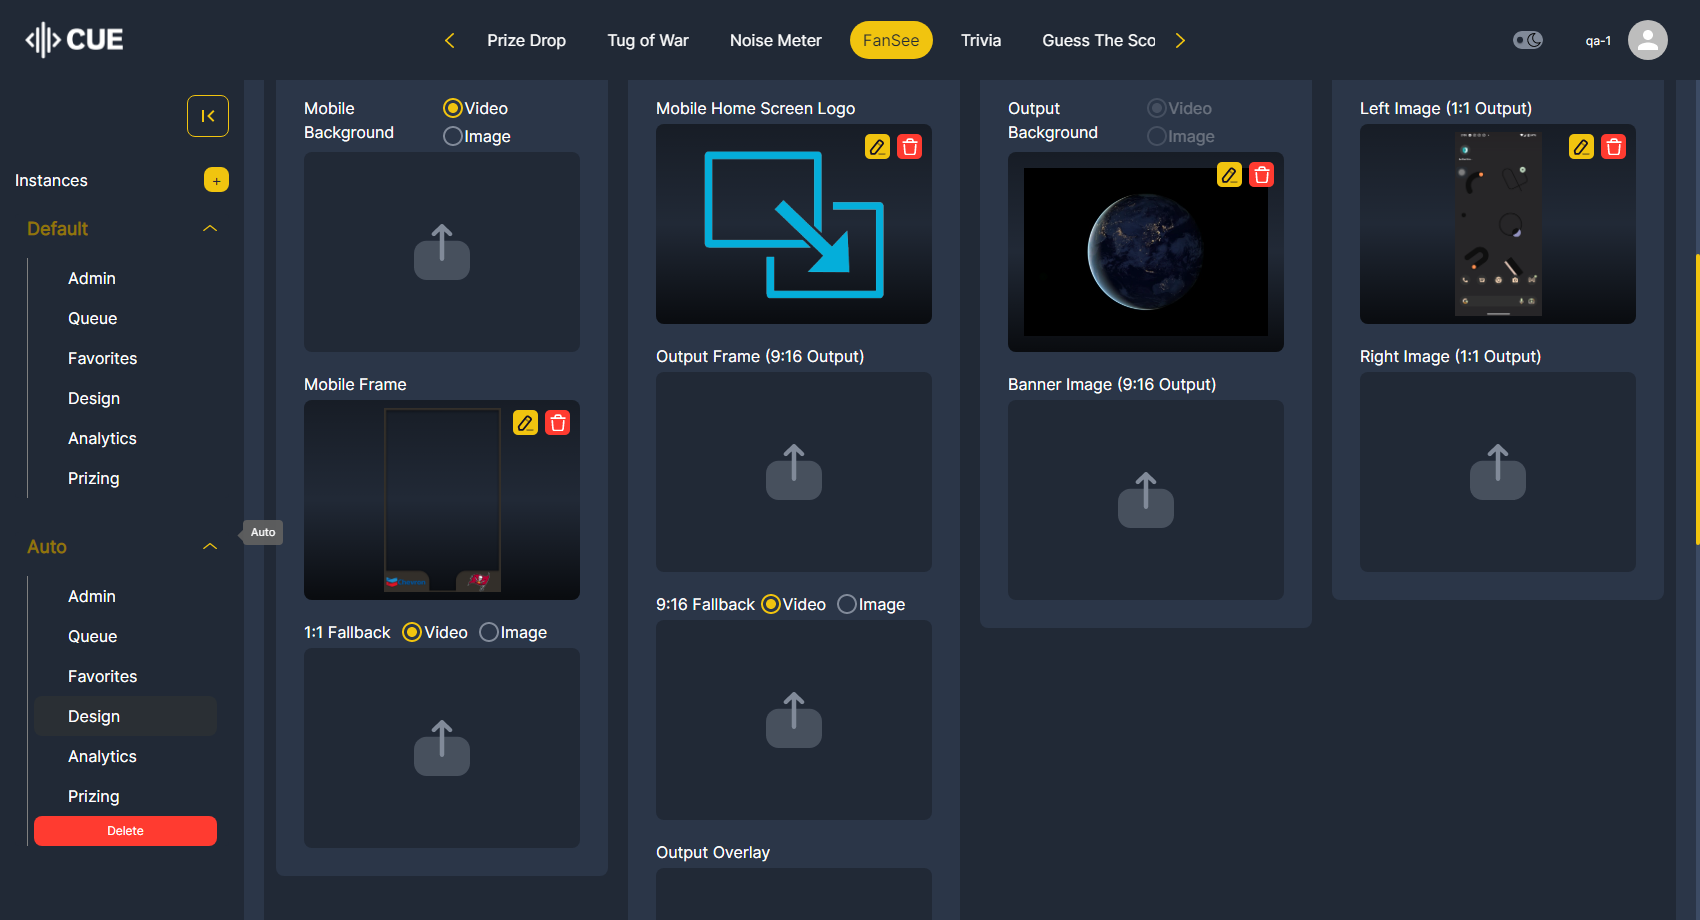 CUE
Prize Drop
Tug of War
Noise Meter
FanSee
Trivia
Guess The Sco
qa-1
Instances
+
Default
Admin
Queue
Favorites
Design
Analytics
Prizing
Auto
Auto
Admin
Queue
Favorites
Design
Analytics
Prizing
Delete
Mobile
Background
Video
Image
Mobile Frame
1:1 Fallback Video Image
Mobile Home Screen Logo
Output Frame (9:16 Output)
9:16 Fallback Video Image
Output Overlay
Output
Background
Video
Image
Banner Image (9:16 Output)
Left Image (1:1 Output)
Right Image (1:1 Output)